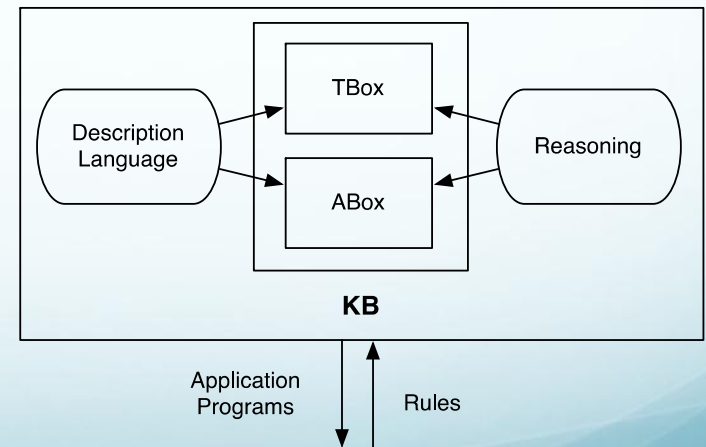 TBox
Description
Language
Reasoning
ABox
KB
Application
Programs
Rules